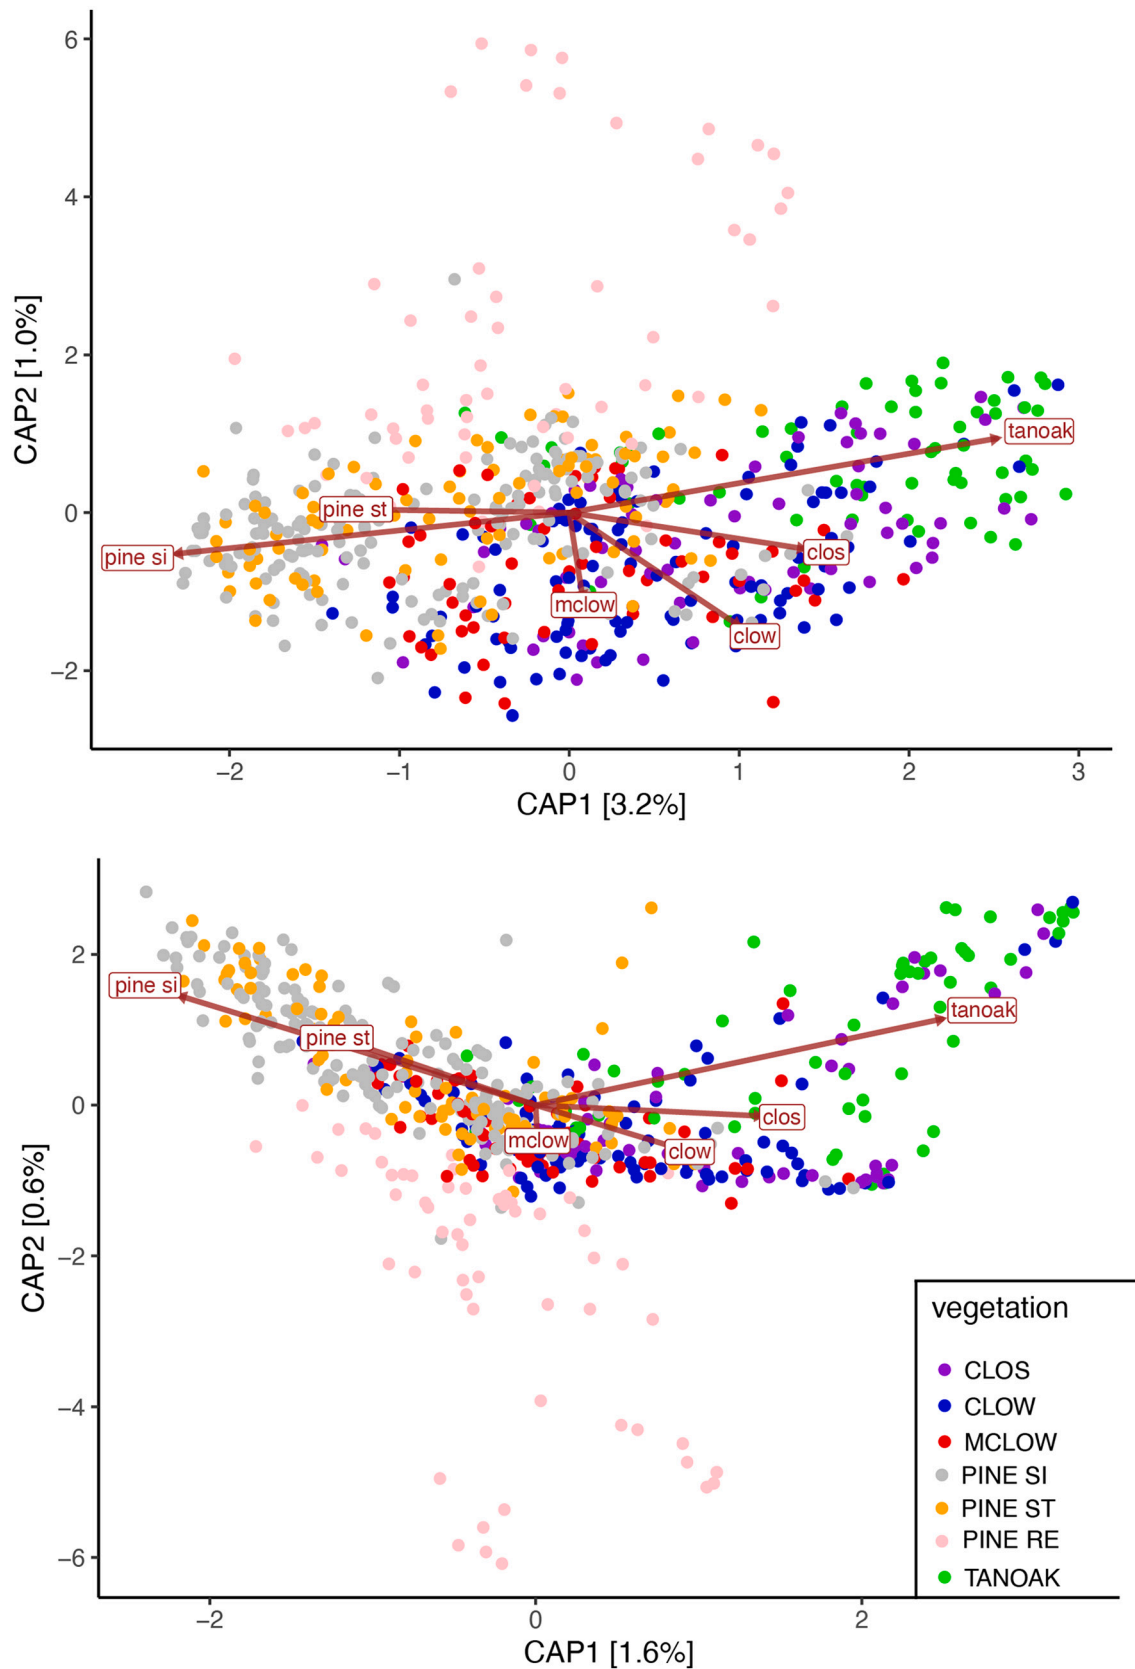 6
4
2
0
−2
CAP2 [1.0%]
tanoak
pine st
pine si
clos
mclow
clow
−2 −1 0 1 2 3
CAP1 [3.2%]
2
0
−2
−4
−6
CAP2 [0.6%]
pine si
pine st
tanoak
clos
mclow
clow
vegetation
CLOS
CLOW
MCLOW
PINE SI
PINE ST
PINE RE
TANOAK
−2 0 2
CAP1 [1.6%]